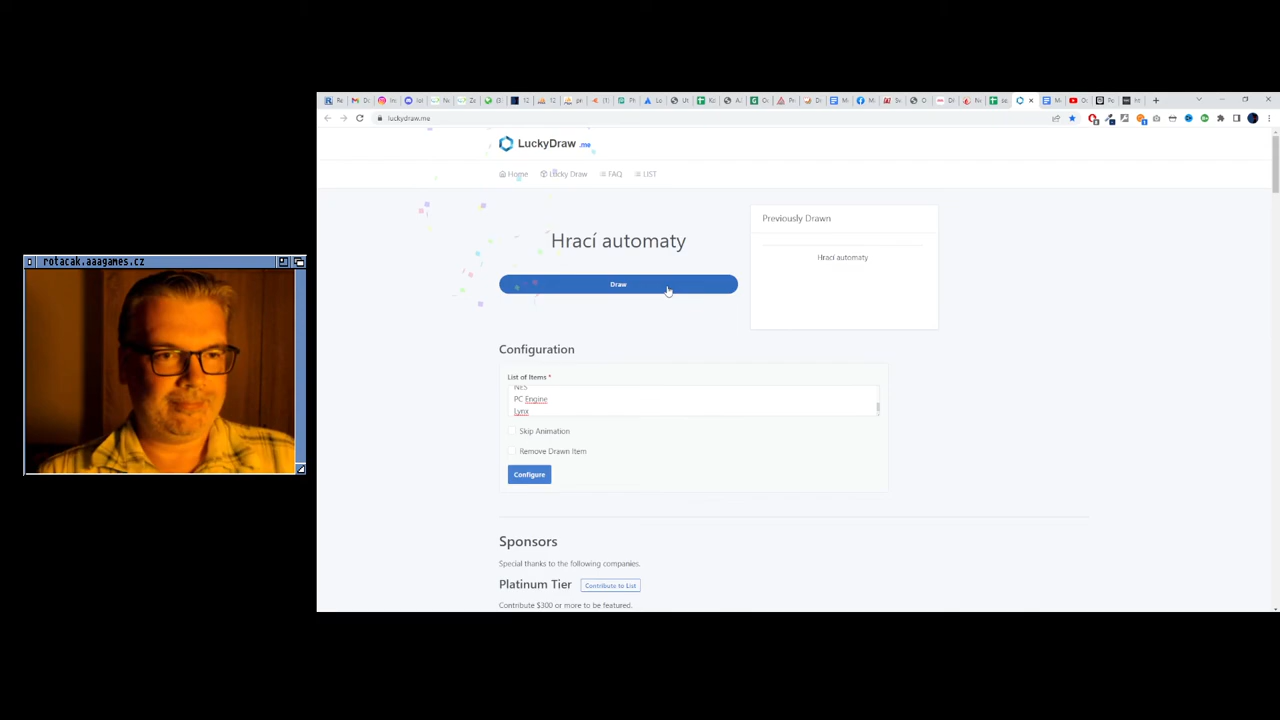 luckydraw.me
LuckyDraw .me
Home
Lucky Draw
FAQ
LIST
Previously Drawn
Hrací automaty
Hrací automaty
Draw
rotacak.aaagames.cz
Configuration
List of Items *
NES
PC Engine
Lynx
Skip Animation
Remove Drawn Item
Configure
Sponsors
Special thanks to the following companies.
Platinum Tier
Contribute to List
Contribute $300 or more to be featured.